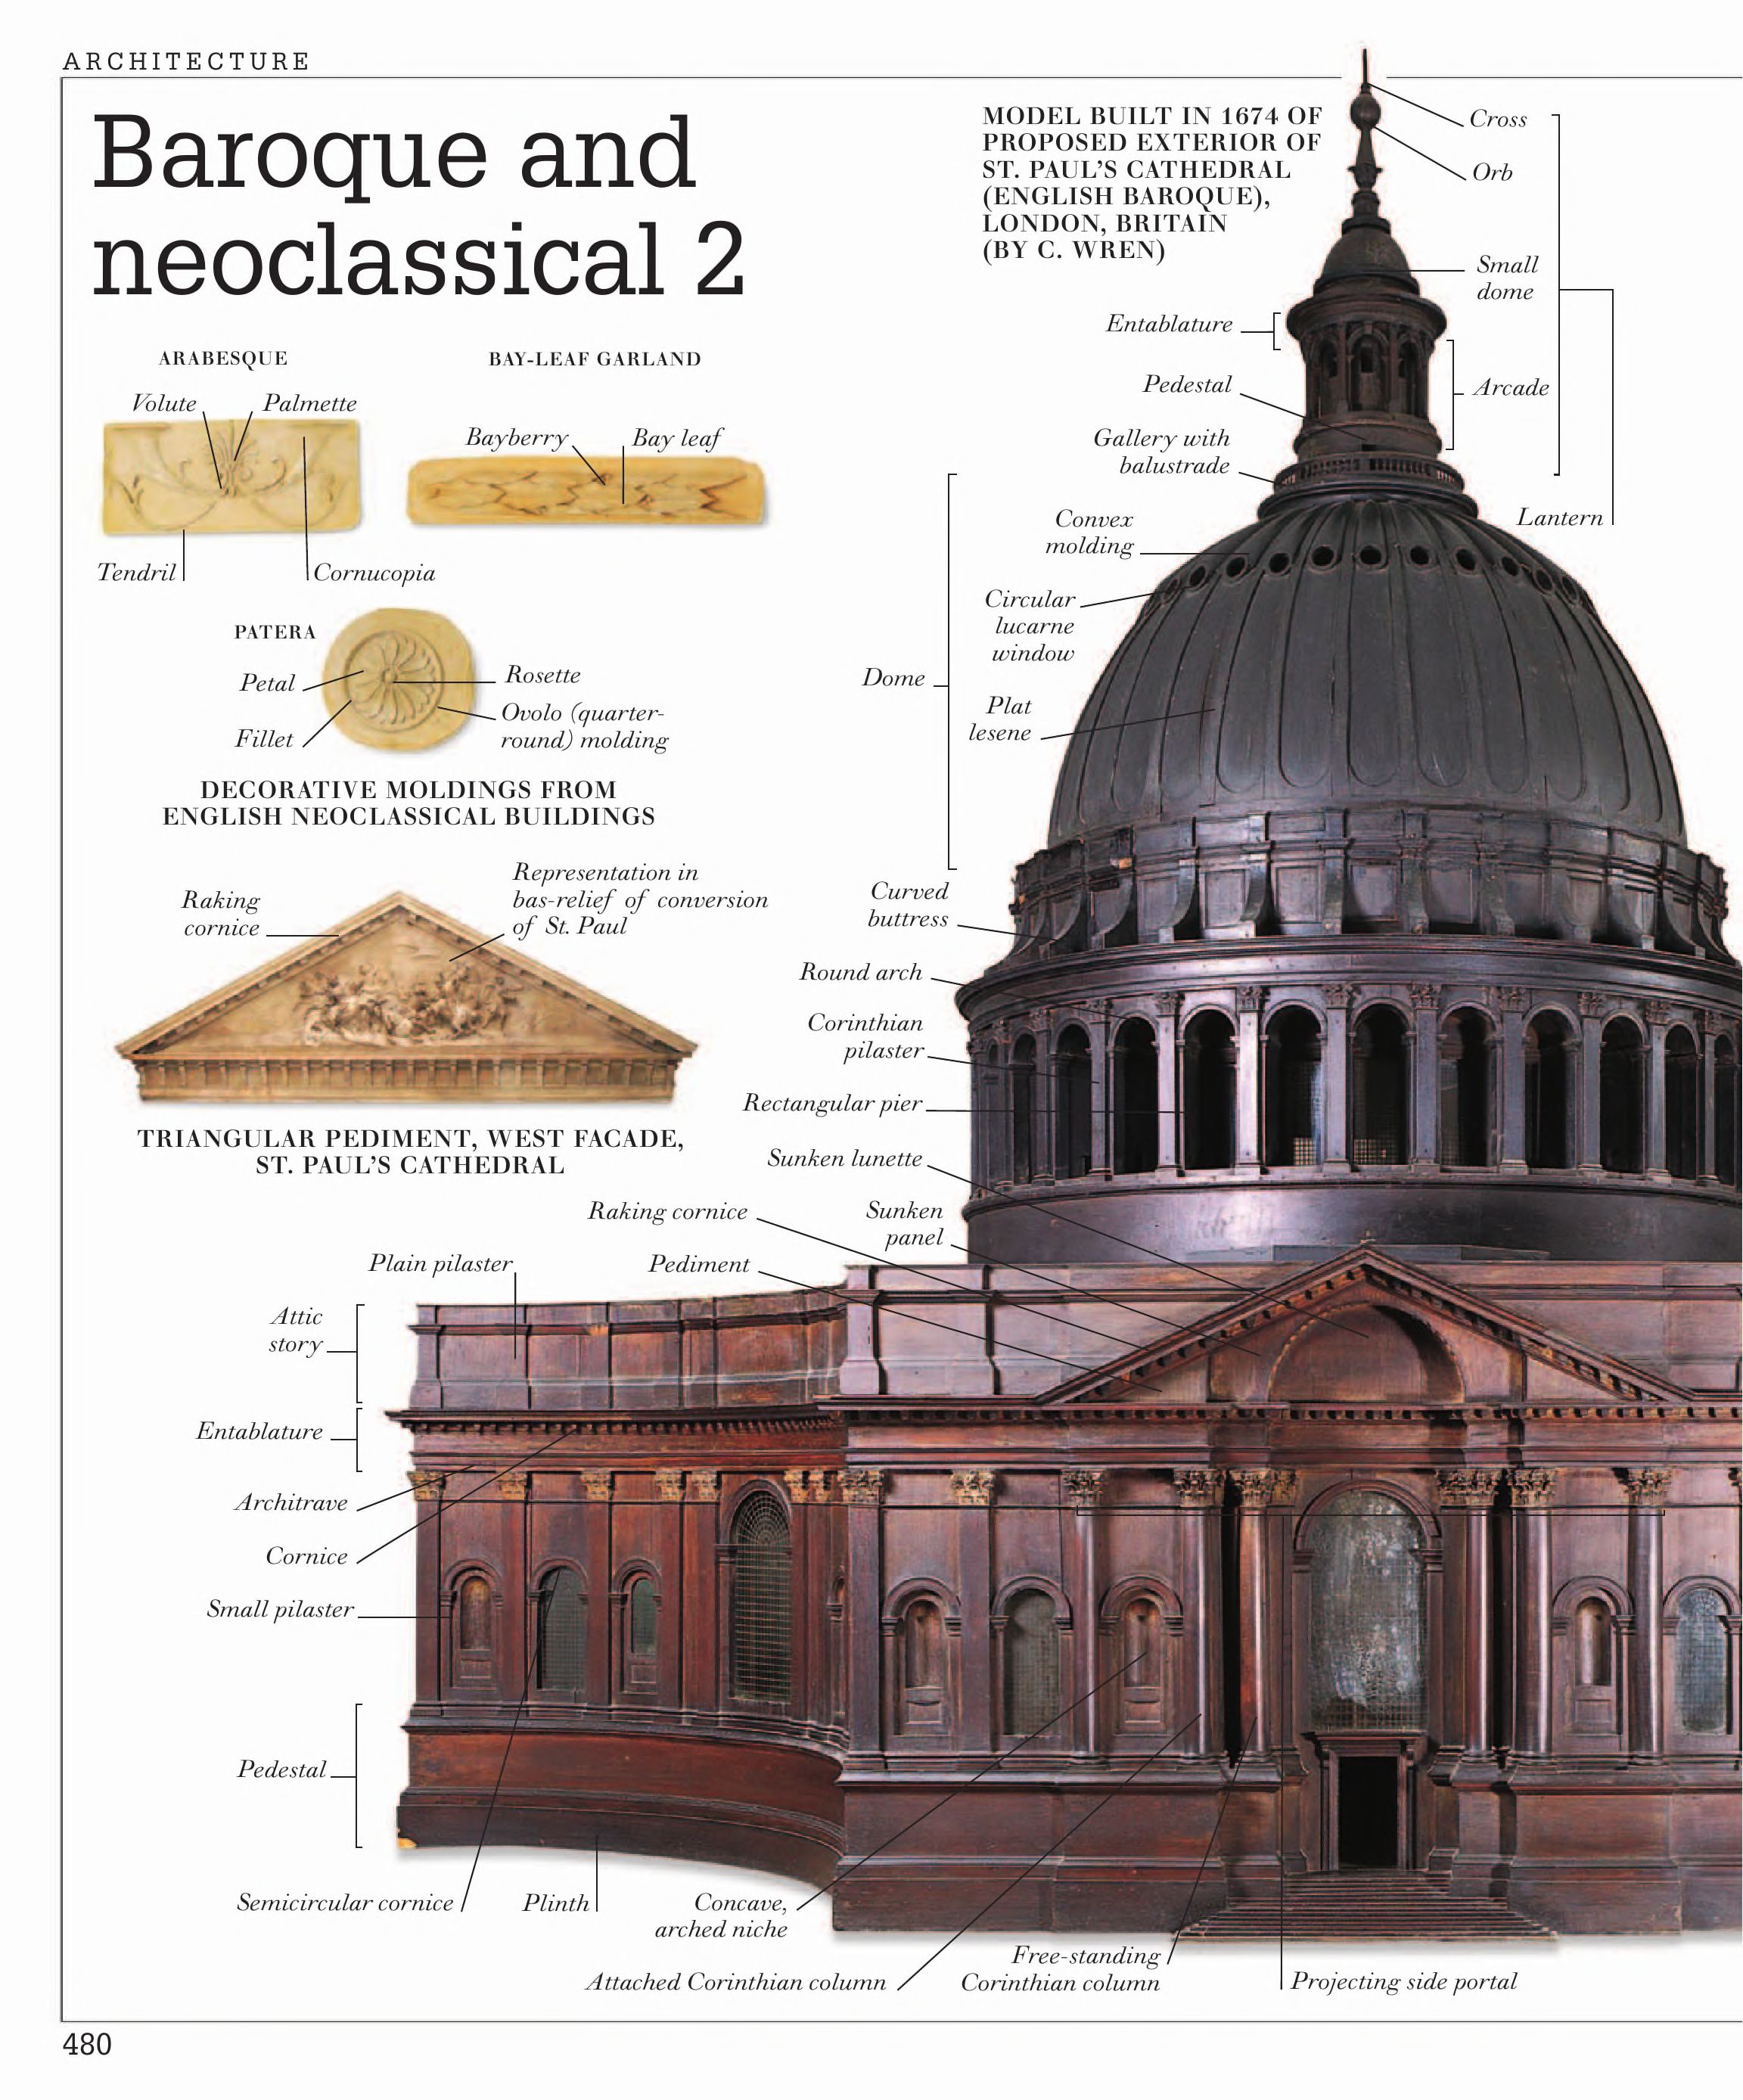 ARCHITECTURE
Baroque and
neoclassical 2
MODEL BUILT IN 1674 OF
PROPOSED EXTERIOR OF
ST. PAUL'S CATHEDRAL
(ENGLISH BAROQUE),
LONDON, BRITAIN
(BY C. WREN)
Cross
Orb
Small
dome
Entablature
Pedestal
Arcade
Gallery with
balustrade
Lantern
Convex
molding
Circular
lucarne
window
Dome
Plat
lesene
Curved
buttress
Round arch
Corinthian
pilaster
Rectangular pier
Sunken lunette
Sunken
panel
Raking cornice
Pediment
Plain pilaster
Attic
story
Entablature
Architrave
Cornice
Small pilaster
Pedestal
Semicircular cornice
Plinth
Concave,
arched niche
Attached Corinthian column
Free-standing
Corinthian column
Projecting side portal
ARABESQUE
Volute
Palmette
Tendril
Cornucopia
BAY-LEAF GARLAND
Bayberry
Bay leaf
PATERA
Petal
Fillet
Rosette
Ovolo (quarter-
round) molding
DECORATIVE MOLDINGS FROM
ENGLISH NEOCLASSICAL BUILDINGS
Raking
cornice
Representation in
bas-relief of conversion
of St. Paul
TRIANGULAR PEDIMENT, WEST FACADE,
ST. PAUL'S CATHEDRAL
480